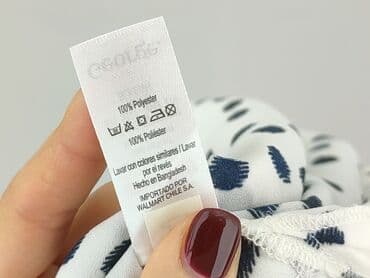 100% Polyester
100% Poliéster
Lavar con colores similares / Lavar
por el revés
Hecho en Bangladesh
IMPORTADO POR
WALMART CHILE S.A.